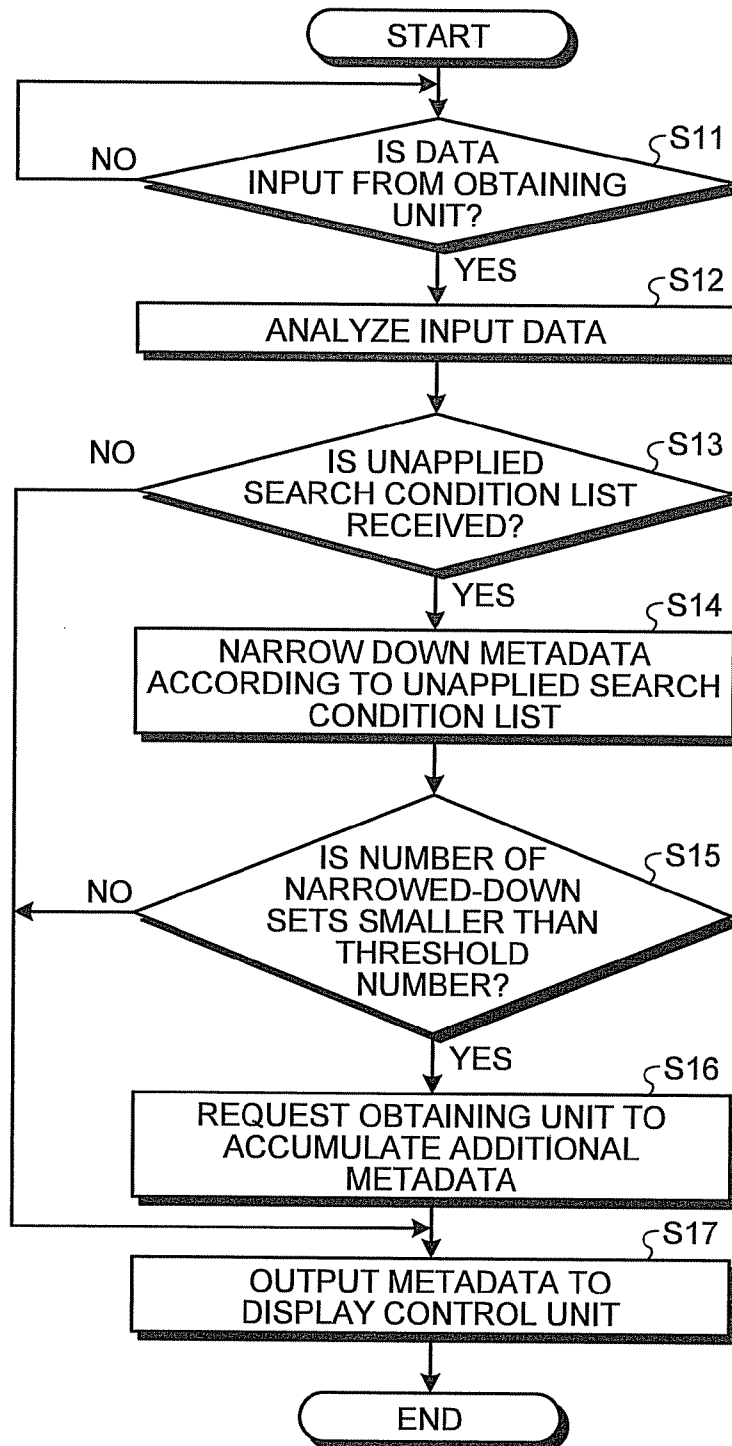 START
S11
NO
IS DATA
INPUT FROM OBTAINING
UNIT?
YES
S12
ANALYZE INPUT DATA
NO
S13
IS UNAPPLIED
SEARCH CONDITION LIST
RECEIVED?
YES
S14
NARROW DOWN METADATA
ACCORDING TO UNAPPLIED SEARCH
CONDITION LIST
S15
NO
IS NUMBER OF
NARROWED-DOWN
SETS SMALLER THAN
THRESHOLD
NUMBER?
YES
S16
REQUEST OBTAINING UNIT TO
ACCUMULATE ADDITIONAL
METADATA
S17
OUTPUT METADATA TO
DISPLAY CONTROL UNIT
END